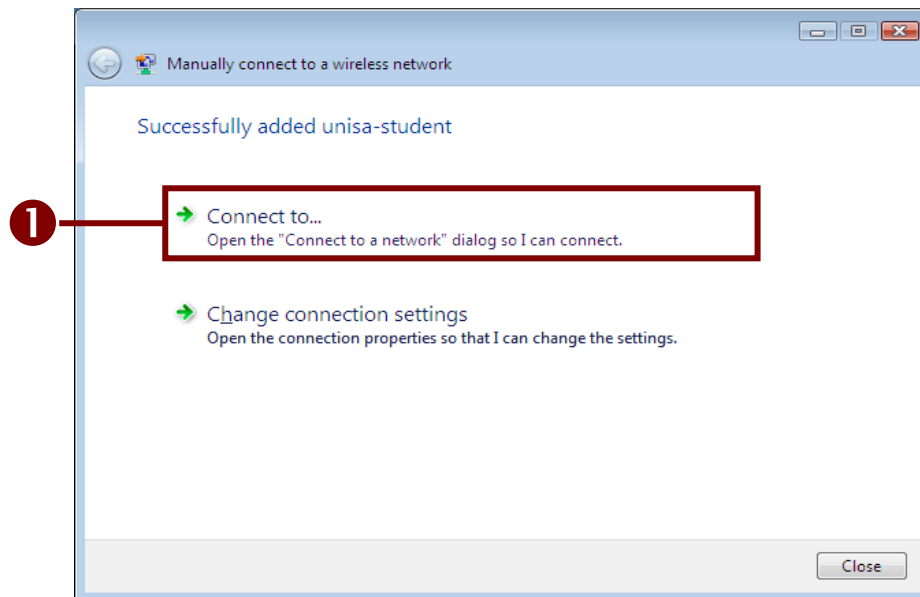 Manually connect to a wireless network
Successfully added unisa-student
1
Connect to...
Open the "Connect to a network" dialog so I can connect.
Change connection settings
Open the connection properties so that I can change the settings.
Close